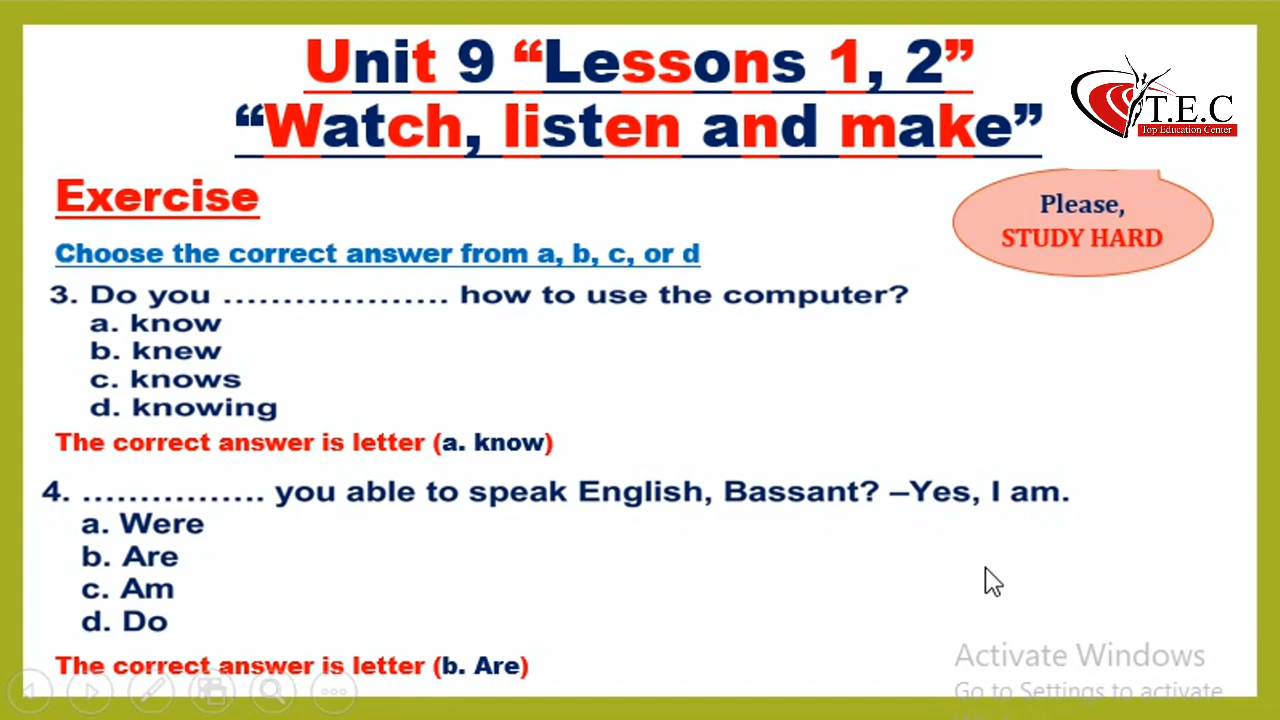 Unit 9 “Lessons 1, 2”
“Watch, listen and make”
T.E.C
Top Education Center
Exercise
Please,
STUDY HARD
Choose the correct answer from a, b, c, or d
3. Do you ................... how to use the computer?
a. know
b. knew
c. knows
d. knowing
The correct answer is letter (a. know)
4. ................ you able to speak English, Bassant? –Yes, I am.
a. Were
b. Are
c. Am
d. Do
The correct answer is letter (b. Are)
Activate Windows
Go to Settings to activate